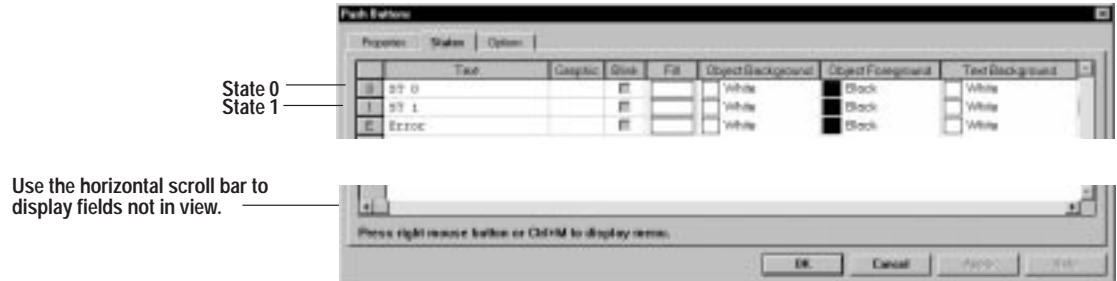 Push Buttons
Properties States Options
Text Graphic Blink Fill Object Background Object Foreground Text Background
State 0
0 ST 0 White Black White
State 1
1 ST 1 White Black White
E Error White Black White
Use the horizontal scroll bar to
display fields not in view.
Press right mouse button or Ctrl+M to display menu.
OK Cancel Apply Help